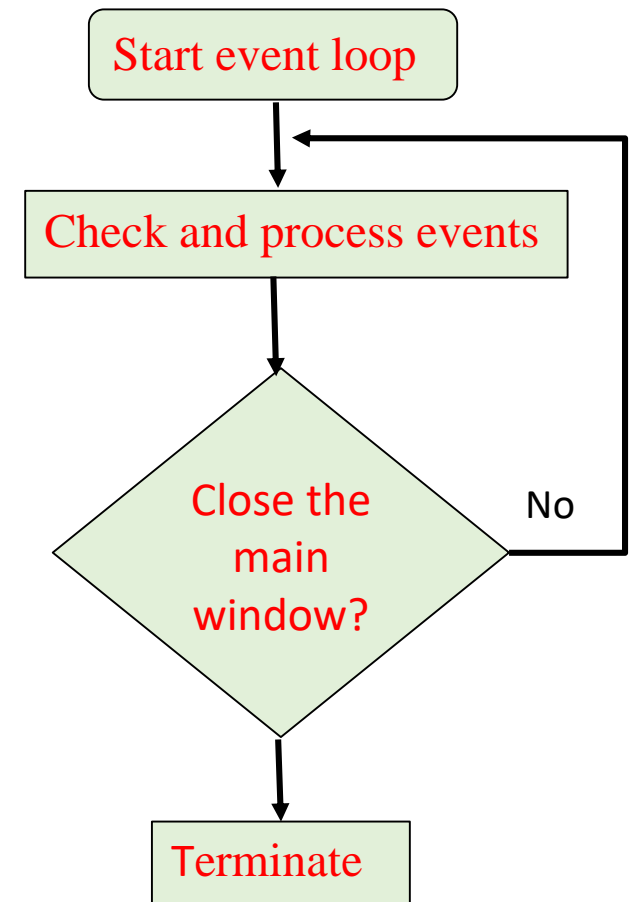 Start event loop
Check and process events
Close the
main
window?
No
Terminate